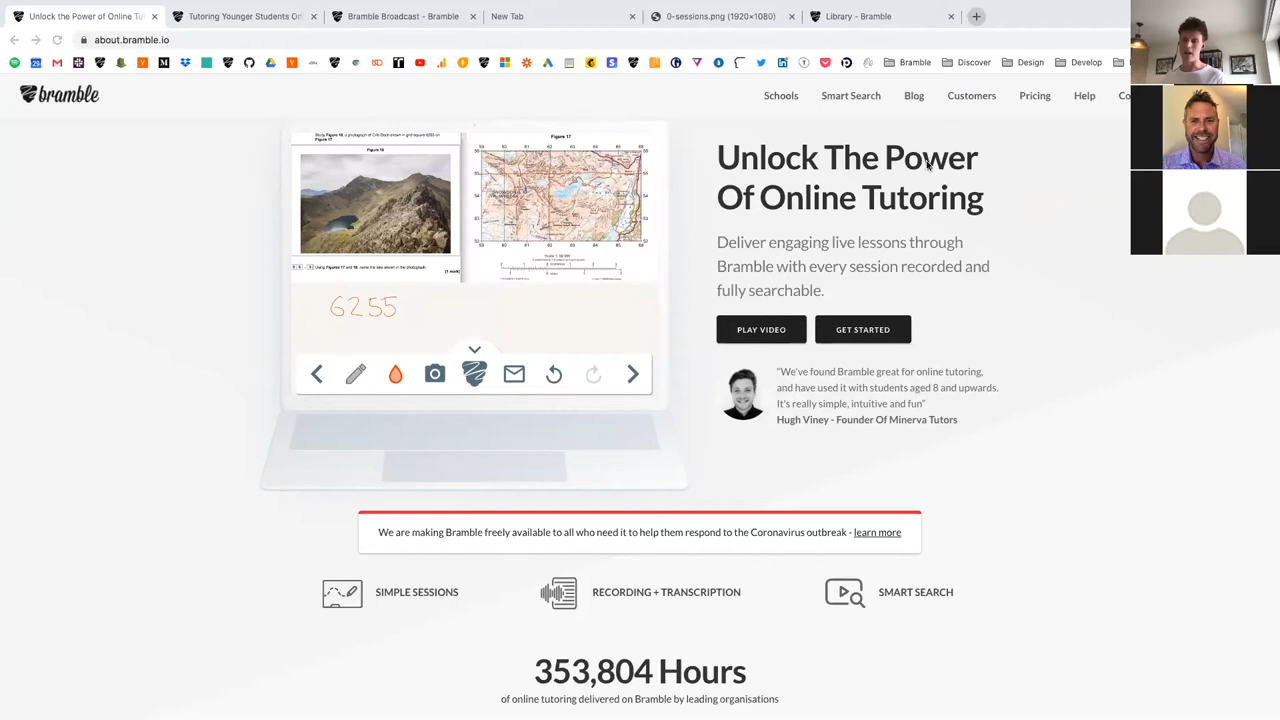 Unlock the Power of Online Tu
Tutoring Younger Students On
Bramble Broadcast - Bramble
New Tab
0-sessions.png (1920×1080)
Library - Bramble
about.bramble.io
Bramble
Discover
Design
Develop
bramble
Schools
Smart Search
Blog
Customers
Pricing
Help
Co
Figure 17
Figure 18
6255
Unlock The Power
Of Online Tutoring
Deliver engaging live lessons through
Bramble with every session recorded and
fully searchable.
PLAY VIDEO
GET STARTED
"We've found Bramble great for online tutoring,
and have used it with students aged 8 and upwards.
It's really simple, intuitive and fun"
Hugh Viney - Founder Of Minerva Tutors
We are making Bramble freely available to all who need it to help them respond to the Coronavirus outbreak - learn more
SIMPLE SESSIONS
RECORDING + TRANSCRIPTION
SMART SEARCH
353,804 Hours
of online tutoring delivered on Bramble by leading organisations